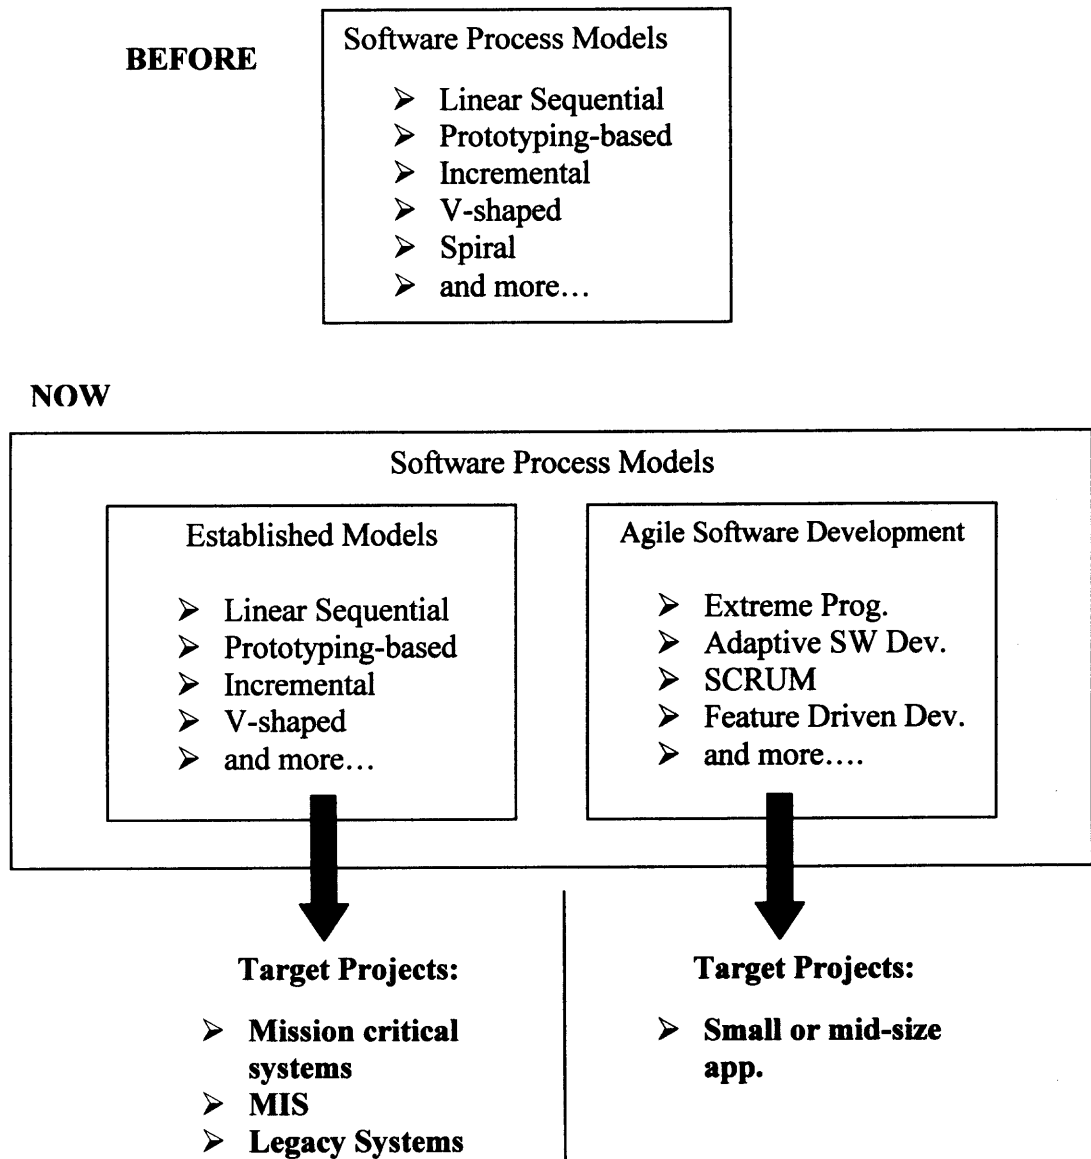 BEFORE
Software Process Models
➢ Linear Sequential
➢ Prototyping-based
➢ Incremental
➢ V-shaped
➢ Spiral
➢ and more…
NOW
Software Process Models
Established Models
➢ Linear Sequential
➢ Prototyping-based
➢ Incremental
➢ V-shaped
➢ and more…
Agile Software Development
➢ Extreme Prog.
➢ Adaptive SW Dev.
➢ SCRUM
➢ Feature Driven Dev.
➢ and more….
Target Projects:
➢ Mission critical
systems
➢ MIS
➢ Legacy Systems
Target Projects:
➢ Small or mid-size
app.